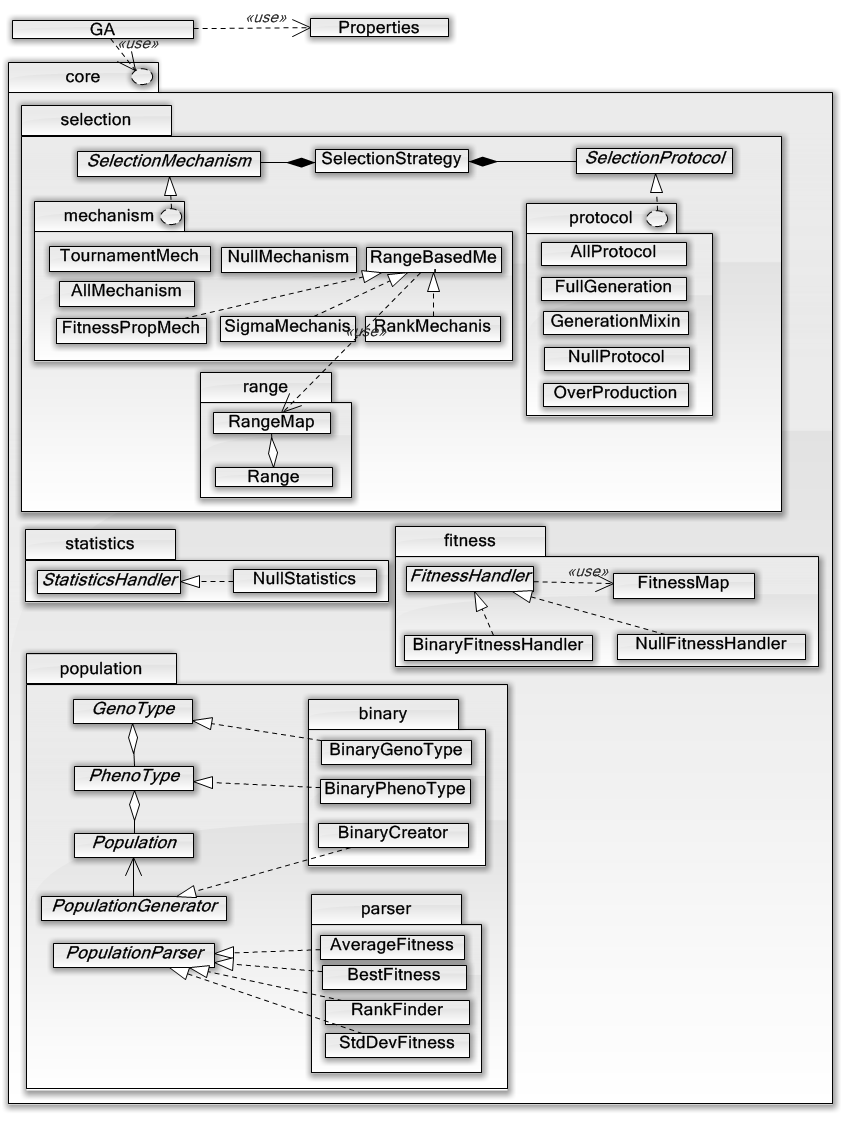 GA
«use»
Properties
«use»
core
selection
SelectionMechanism
SelectionStrategy
SelectionProtocol
mechanism
protocol
TournamentMech
NullMechanism
RangeBasedMe
AllProtocol
AllMechanism
FullGeneration
FitnessPropMech
SigmaMechanis
«use»
RankMechanis
GenerationMixin
NullProtocol
OverProduction
range
RangeMap
Range
statistics
StatisticsHandler
NullStatistics
fitness
FitnessHandler
«use»
FitnessMap
BinaryFitnessHandler
NullFitnessHandler
population
GenoType
PhenoType
Population
PopulationGenerator
PopulationParser
binary
BinaryGenoType
BinaryPhenoType
BinaryCreator
parser
AverageFitness
BestFitness
RankFinder
StdDevFitness